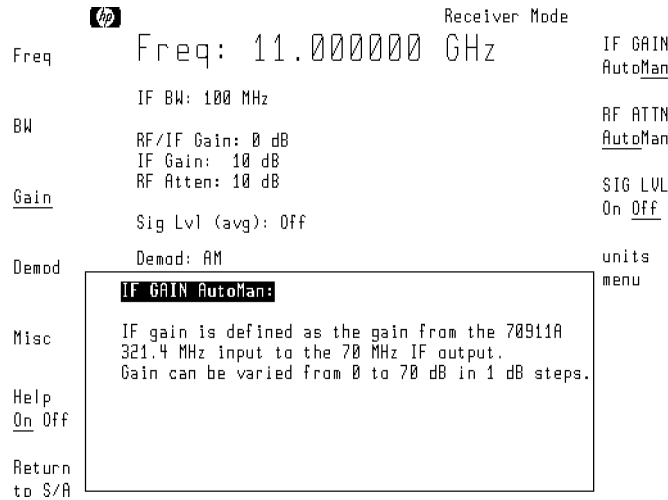 hp
Receiver Mode
Freq: 11.000000 GHz
IF BW: 100 MHz
RF/IF Gain: 0 dB
IF Gain: 10 dB
RF Atten: 10 dB
Sig Lvl (avg): Off
Demod: AM
IF GAIN AutoMan:
IF gain is defined as the gain from the 70911A
321.4 MHz input to the 70 MHz IF output.
Gain can be varied from 0 to 70 dB in 1 dB steps.
Freq
BW
Gain
Demod
Misc
Help
On Off
Return
to S/A
IF GAIN
AutoMan
RF ATTN
AutoMan
SIG LVL
On Off
units
menu